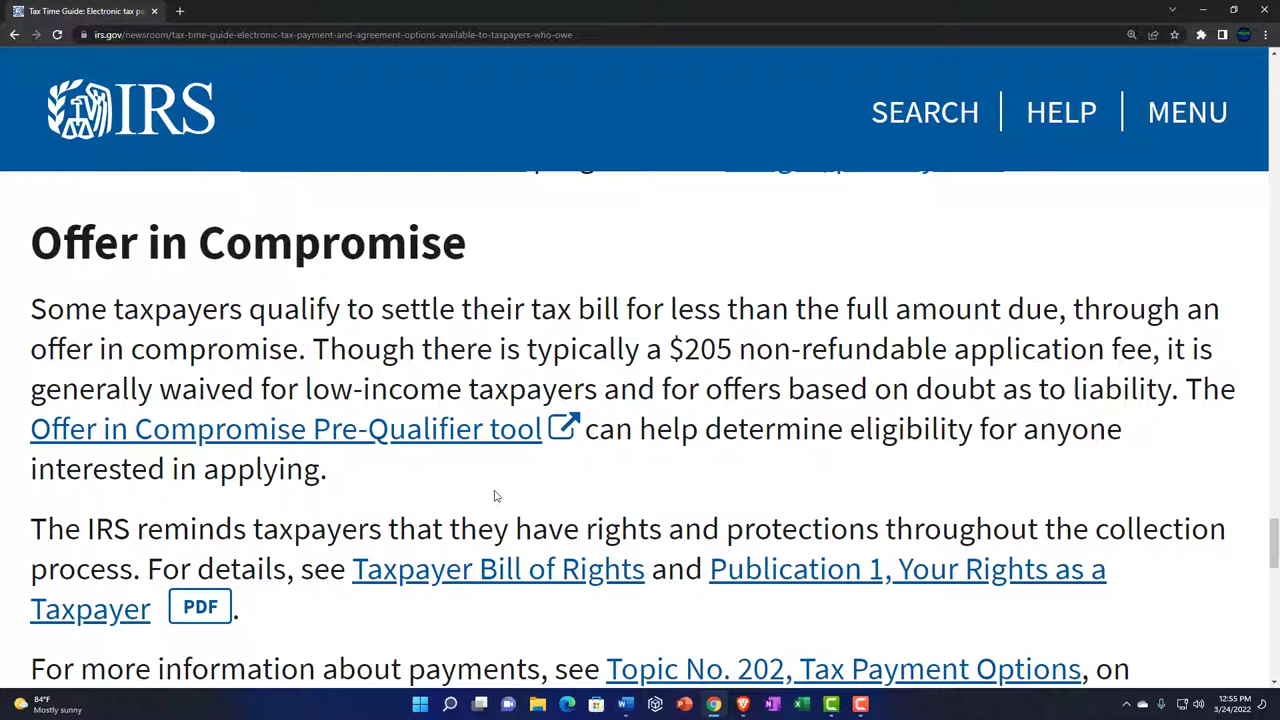 Tax Time Guide: Electronic tax pa
irs.gov/newsroom/tax-time-guide-electronic-tax-payment-and-agreement-options-available-to-taxpayers-who-owe
IRS
SEARCH
HELP
MENU
Offer in Compromise
Some taxpayers qualify to settle their tax bill for less than the full amount due, through an
offer in compromise. Though there is typically a $205 non-refundable application fee, it is
generally waived for low-income taxpayers and for offers based on doubt as to liability. The
Offer in Compromise Pre-Qualifier tool can help determine eligibility for anyone
interested in applying.
The IRS reminds taxpayers that they have rights and protections throughout the collection
process. For details, see Taxpayer Bill of Rights and Publication 1, Your Rights as a
Taxpayer PDF .
For more information about payments, see Topic No. 202, Tax Payment Options, on
84°F
Mostly sunny
12:55 PM
3/24/2022